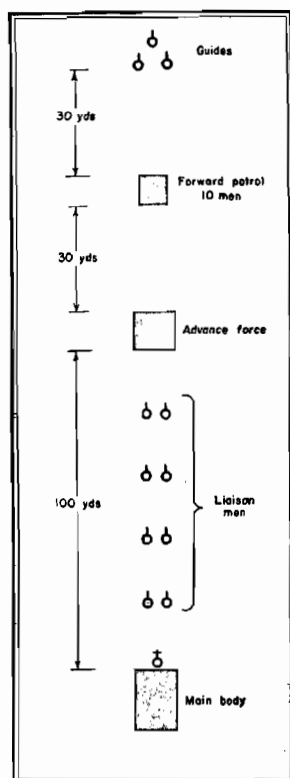 Guides
30 yds
Forward patrol
10 men
30 yds
Advance force
100 yds
Liaison
men
Main body